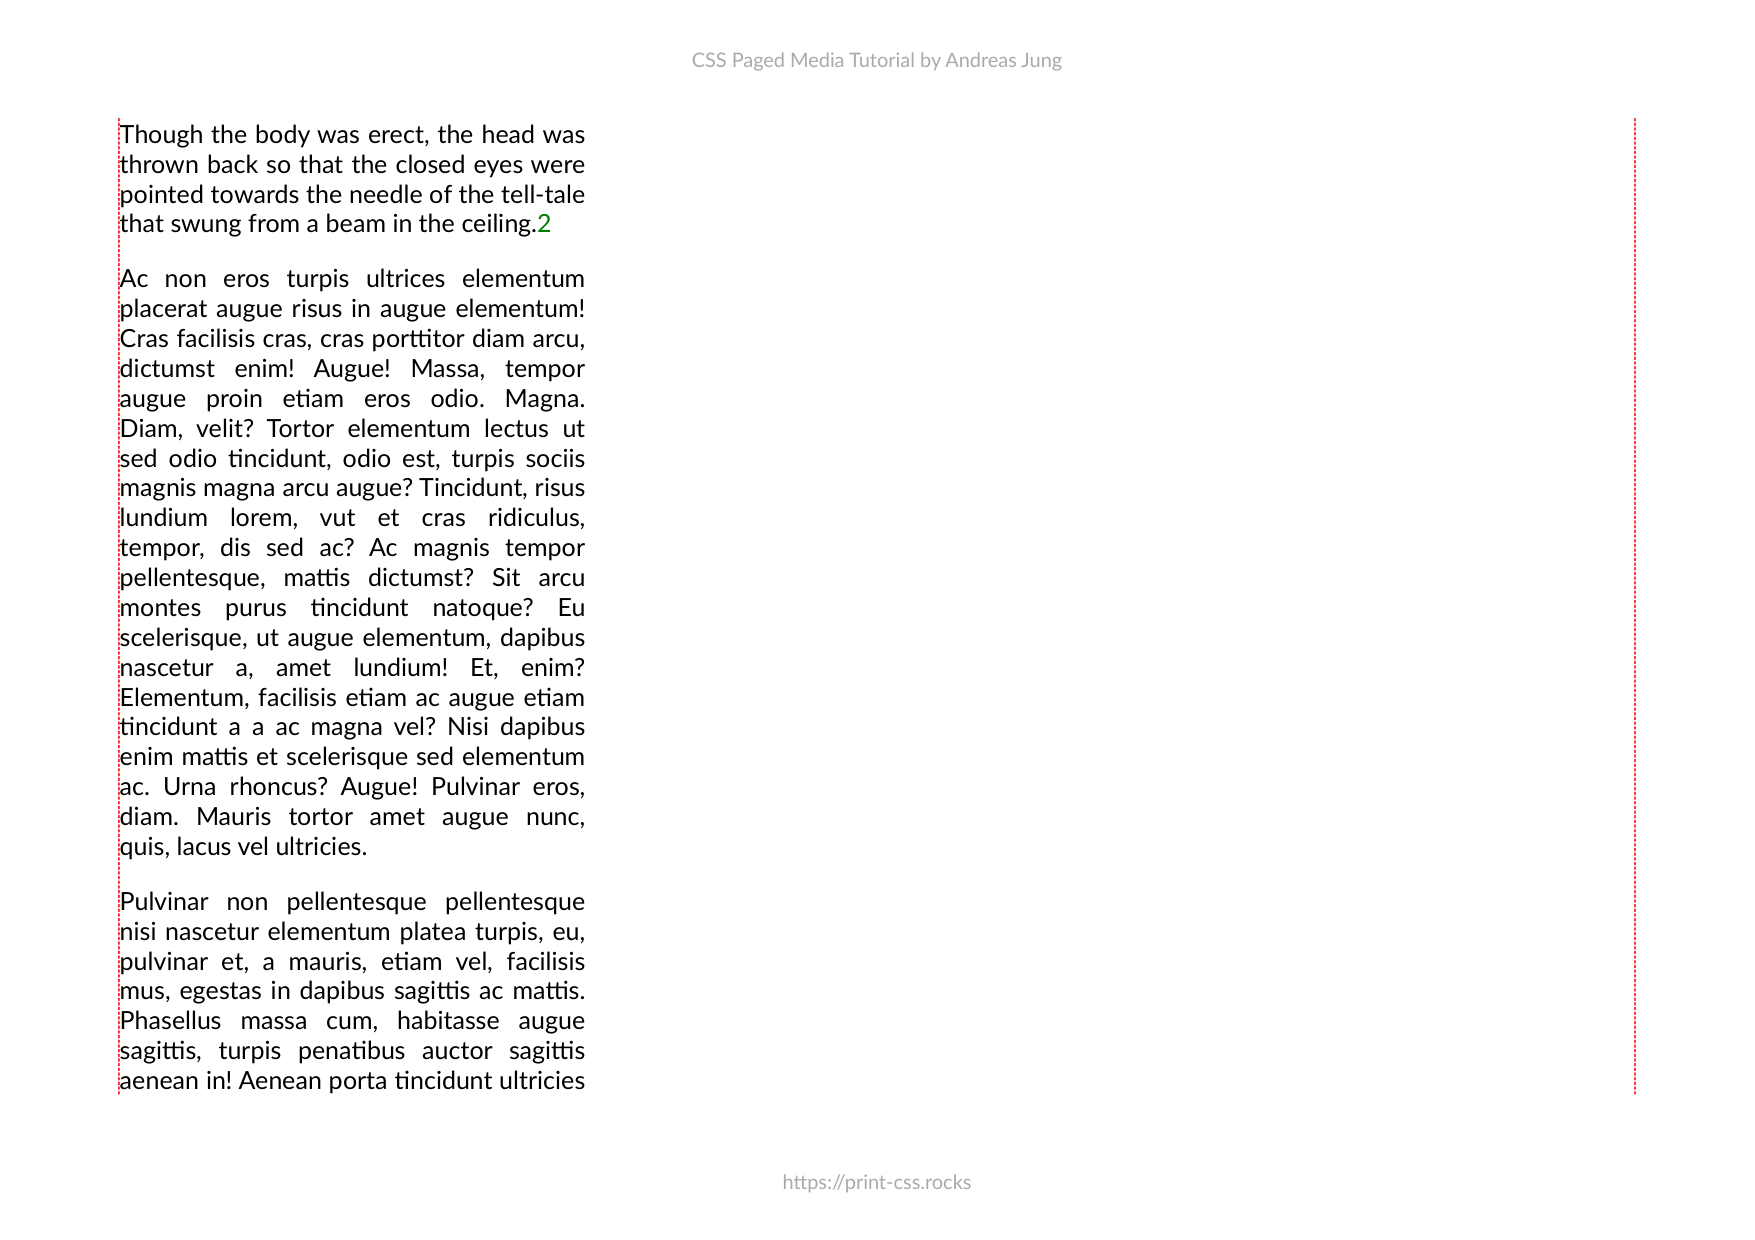 CSS Paged Media Tutorial by Andreas Jung
Though the body was erect, the head was
thrown back so that the closed eyes were
pointed towards the needle of the tell-tale
that swung from a beam in the ceiling.2
Ac non eros turpis ultrices elementum
placerat augue risus in augue elementum!
Cras facilisis cras, cras porttitor diam arcu,
dictumst enim! Augue! Massa, tempor
augue proin etiam eros odio. Magna.
Diam, velit? Tortor elementum lectus ut
sed odio tincidunt, odio est, turpis sociis
magnis magna arcu augue? Tincidunt, risus
lundium lorem, vut et cras ridiculus,
tempor, dis sed ac? Ac magnis tempor
pellentesque, mattis dictumst? Sit arcu
montes purus tincidunt natoque? Eu
scelerisque, ut augue elementum, dapibus
nascetur a, amet lundium! Et, enim?
Elementum, facilisis etiam ac augue etiam
tincidunt a a ac magna vel? Nisi dapibus
enim mattis et scelerisque sed elementum
ac. Urna rhoncus? Augue! Pulvinar eros,
diam. Mauris tortor amet augue nunc,
quis, lacus vel ultricies.
Pulvinar non pellentesque pellentesque
nisi nascetur elementum platea turpis, eu,
pulvinar et, a mauris, etiam vel, facilisis
mus, egestas in dapibus sagittis ac mattis.
Phasellus massa cum, habitasse augue
sagittis, turpis penatibus auctor sagittis
aenean in! Aenean porta tincidunt ultricies
https://print-css.rocks